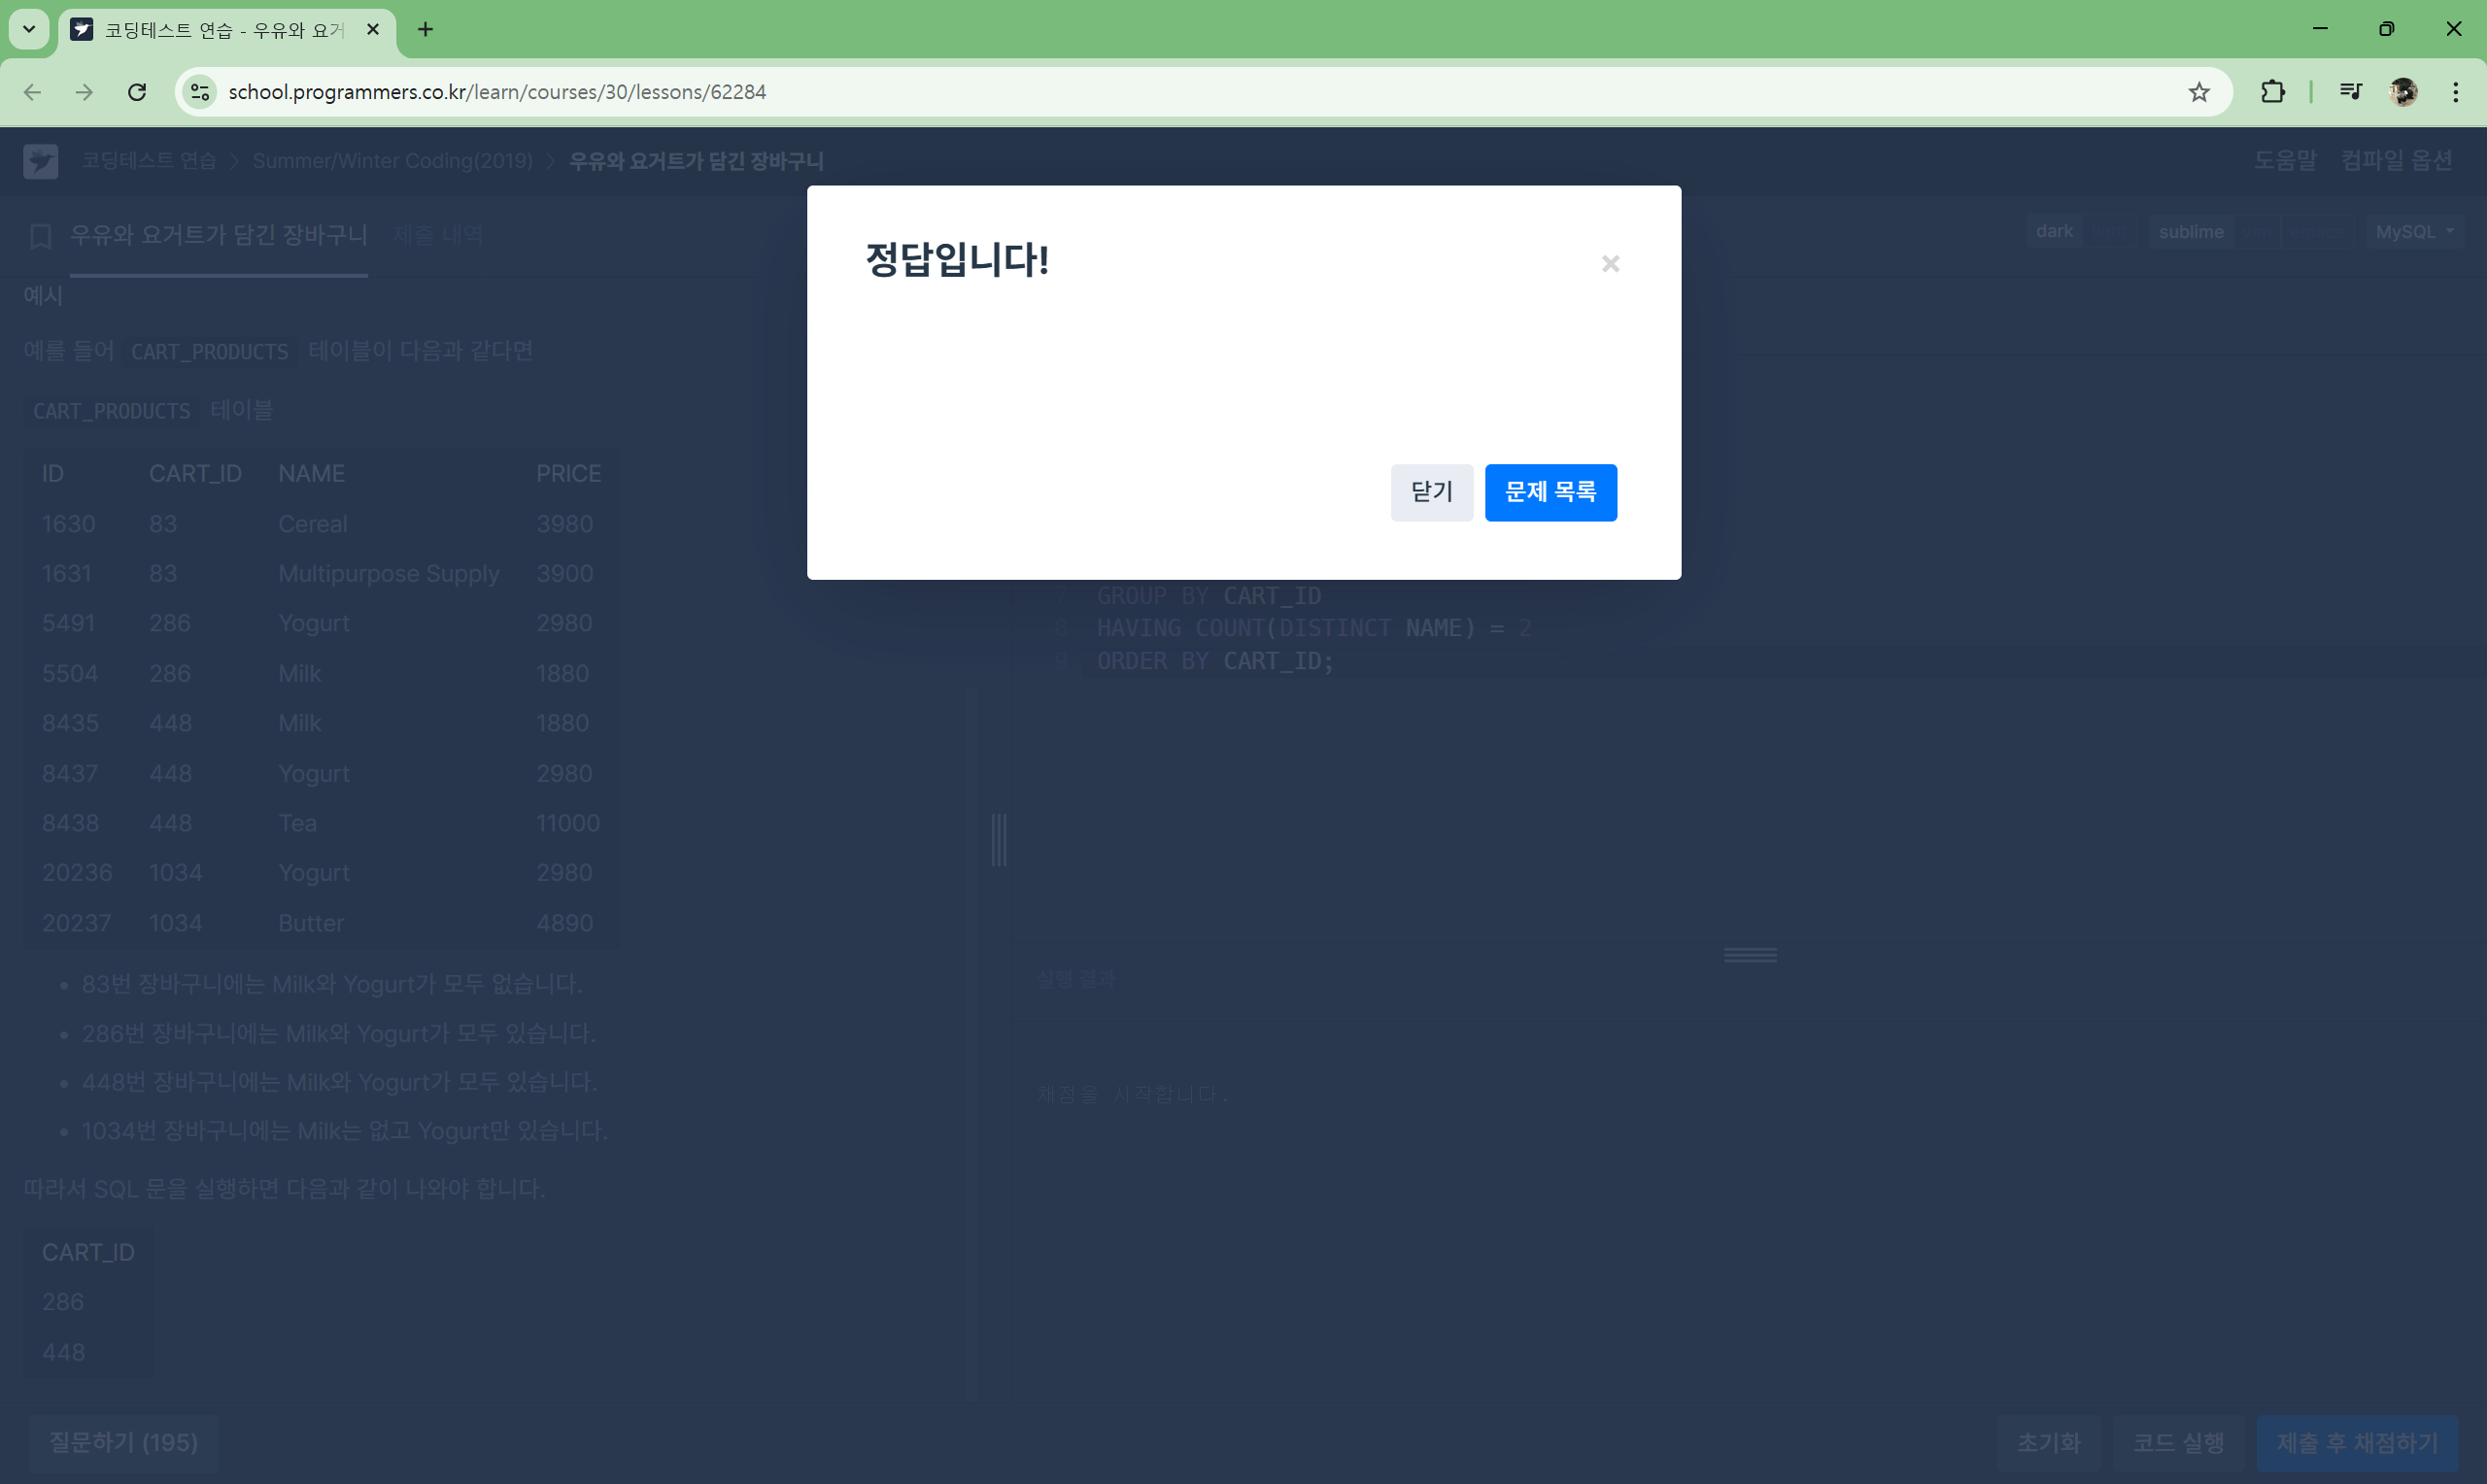 코딩테스트 연습 - 우유와 요거
school.programmers.co.kr/learn/courses/30/lessons/62284
코딩테스트 연습 > Summer/Winter Coding(2019) > 우유와 요거트가 담긴 장바구니
도움말 컴파일 옵션
우유와 요거트가 담긴 장바구니 제출 내역
dark sublime MySQL
정답입니다!
×
닫기 문제 목록
예시
예를 들어 CART_PRODUCTS 테이블이 다음과 같다면
CART_PRODUCTS 테이블
ID CART_ID NAME PRICE
1630 83 Cereal 3980
1631 83 Multipurpose Supply 3900
5491 286 Yogurt 2980
5504 286 Milk 1880
8435 448 Milk 1880
8437 448 Yogurt 2980
8438 448 Tea 11000
20236 1034 Yogurt 2980
20237 1034 Butter 4890
• 83번 장바구니에는 Milk와 Yogurt가 모두 없습니다.
• 286번 장바구니에는 Milk와 Yogurt가 모두 있습니다.
• 448번 장바구니에는 Milk와 Yogurt가 모두 있습니다.
• 1034번 장바구니에는 Milk는 없고 Yogurt만 있습니다.
따라서 SQL 문을 실행하면 다음과 같이 나와야 합니다.
CART_ID
286
448
7 GROUP BY CART_ID
8 HAVING COUNT(DISTINCT NAME) = 2
9 ORDER BY CART_ID;
실행 결과
채점을 시작합니다.
질문하기 (195)
초기화 코드 실행 제출 후 채점하기